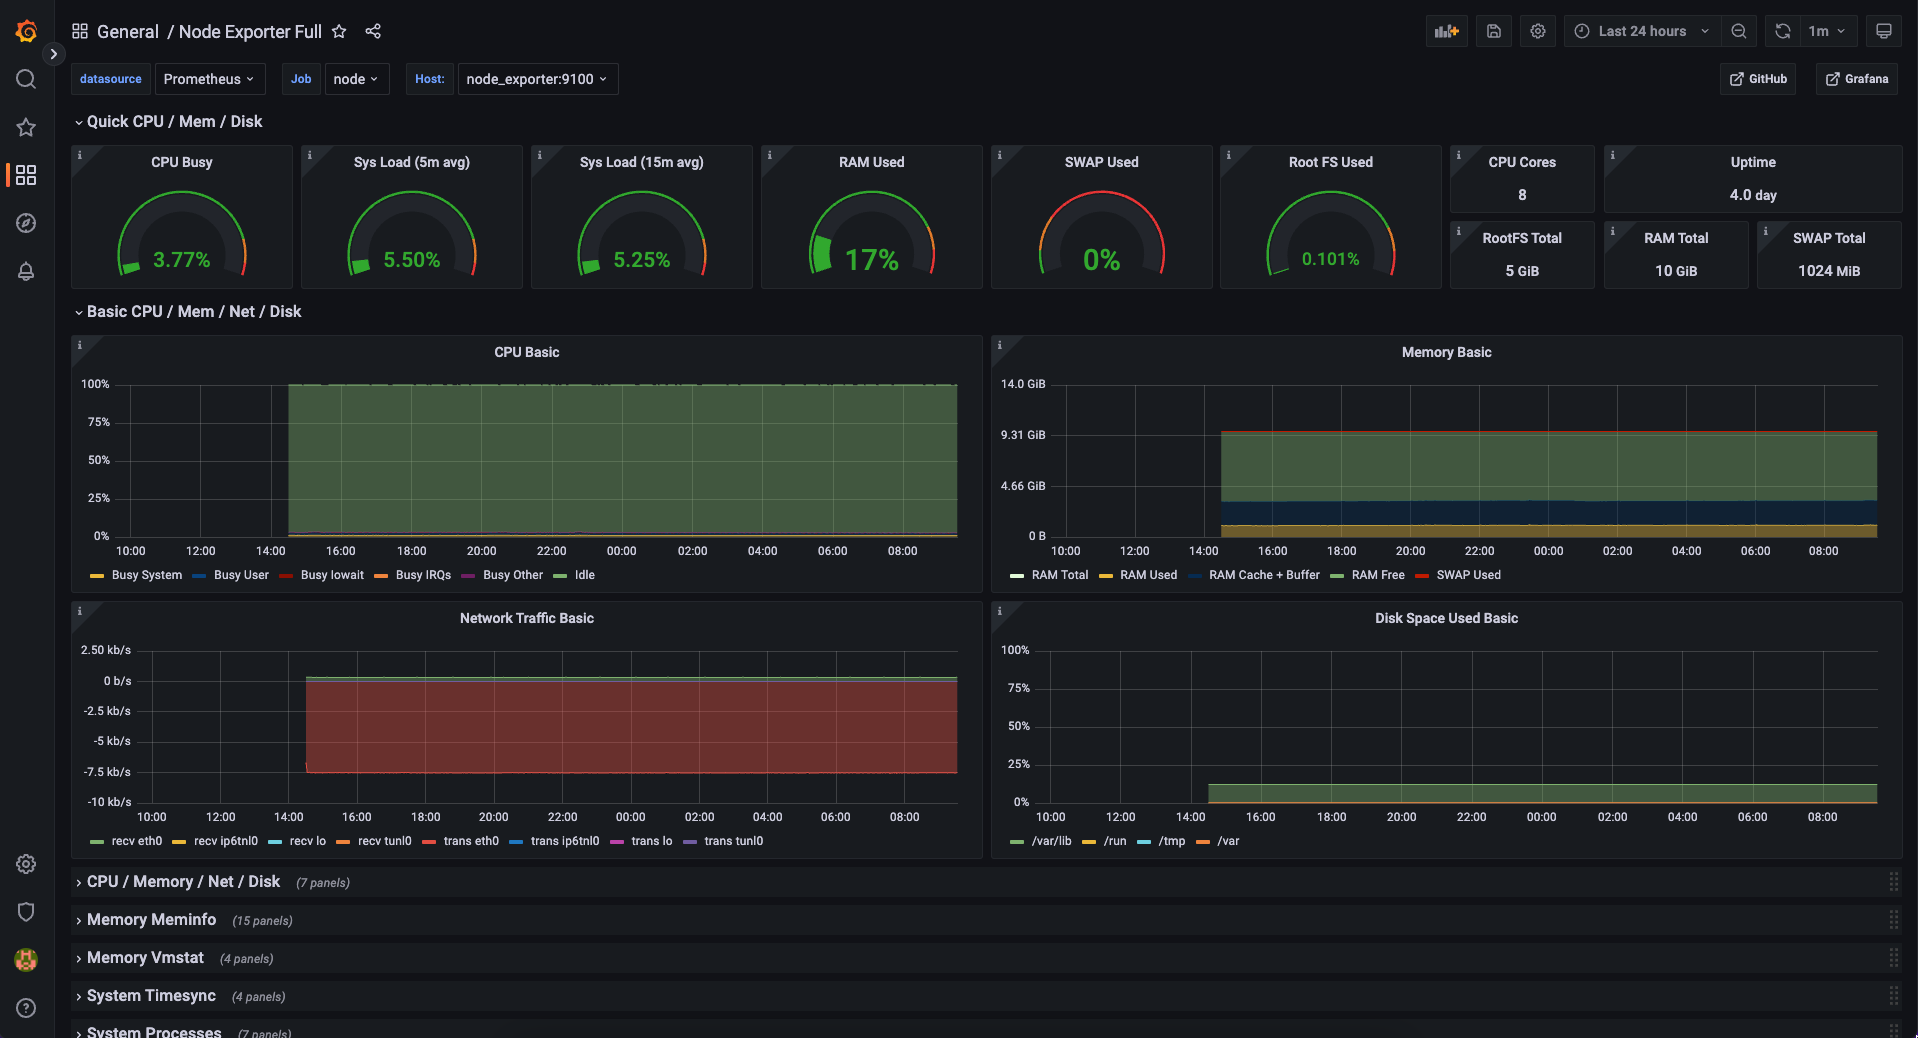 General / Node Exporter Full
Last 24 hours
1m
datasource Prometheus Job node Host: node_exporter:9100
GitHub Grafana
Quick CPU / Mem / Disk
CPU Busy
3.77%
Sys Load (5m avg)
5.50%
Sys Load (15m avg)
5.25%
RAM Used
17%
SWAP Used
0%
Root FS Used
0.101%
CPU Cores
8
Uptime
4.0 day
RootFS Total
5 GiB
RAM Total
10 GiB
SWAP Total
1024 MiB
Basic CPU / Mem / Net / Disk
CPU Basic
100%
75%
50%
25%
0%
10:00 12:00 14:00 16:00 18:00 20:00 22:00 00:00 02:00 04:00 06:00 08:00
Busy System Busy User Busy Iowait Busy IRQs Busy Other Idle
Memory Basic
14.0 GiB
9.31 GiB
4.66 GiB
0 B
10:00 12:00 14:00 16:00 18:00 20:00 22:00 00:00 02:00 04:00 06:00 08:00
RAM Total RAM Used RAM Cache + Buffer RAM Free SWAP Used
Network Traffic Basic
2.50 kb/s
0 b/s
-2.5 kb/s
-5 kb/s
-7.5 kb/s
-10 kb/s
10:00 12:00 14:00 16:00 18:00 20:00 22:00 00:00 02:00 04:00 06:00 08:00
recv eth0 recv ip6tnl0 recv lo recv tunl0 trans eth0 trans ip6tnl0 trans lo trans tunl0
Disk Space Used Basic
100%
75%
50%
25%
0%
10:00 12:00 14:00 16:00 18:00 20:00 22:00 00:00 02:00 04:00 06:00 08:00
/var/lib /run /tmp /var
CPU / Memory / Net / Disk (7 panels)
Memory Meminfo (15 panels)
Memory Vmstat (4 panels)
System Timesync (4 panels)
System Processes (7 panels)